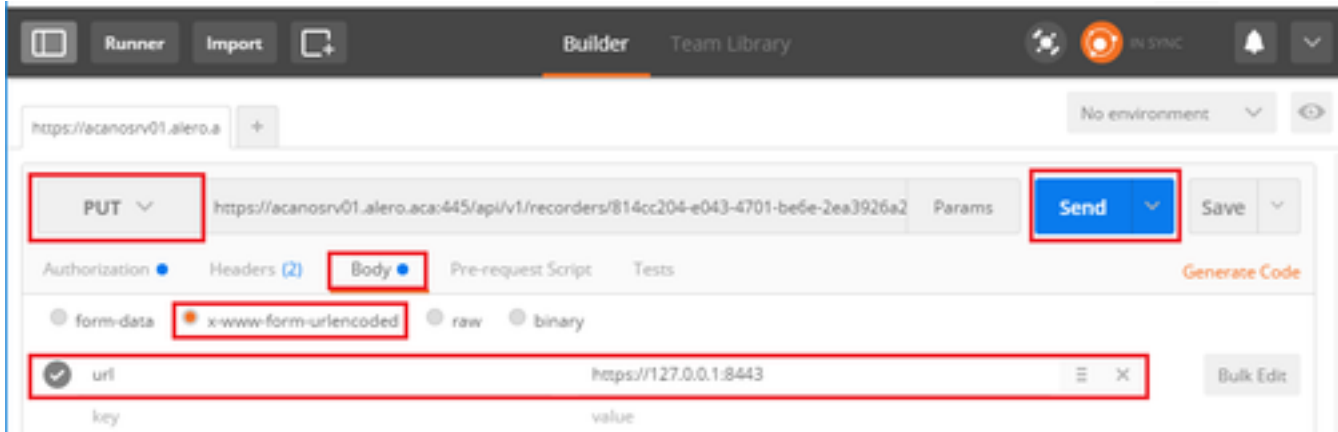 Runner Import Builder Team Library IN SYNC
https://acanosrv01.alero.a + No environment
PUT https://acanosrv01.alero.aca:445/api/v1/recorders/814cc204-e043-4701-be6e-2ea3926a2 Params Send Save
Authorization Headers (2) Body Pre-request Script Tests Generate Code
form-data x-www-form-urlencoded raw binary
url https://127.0.0.1:8443 Bulk Edit
key value